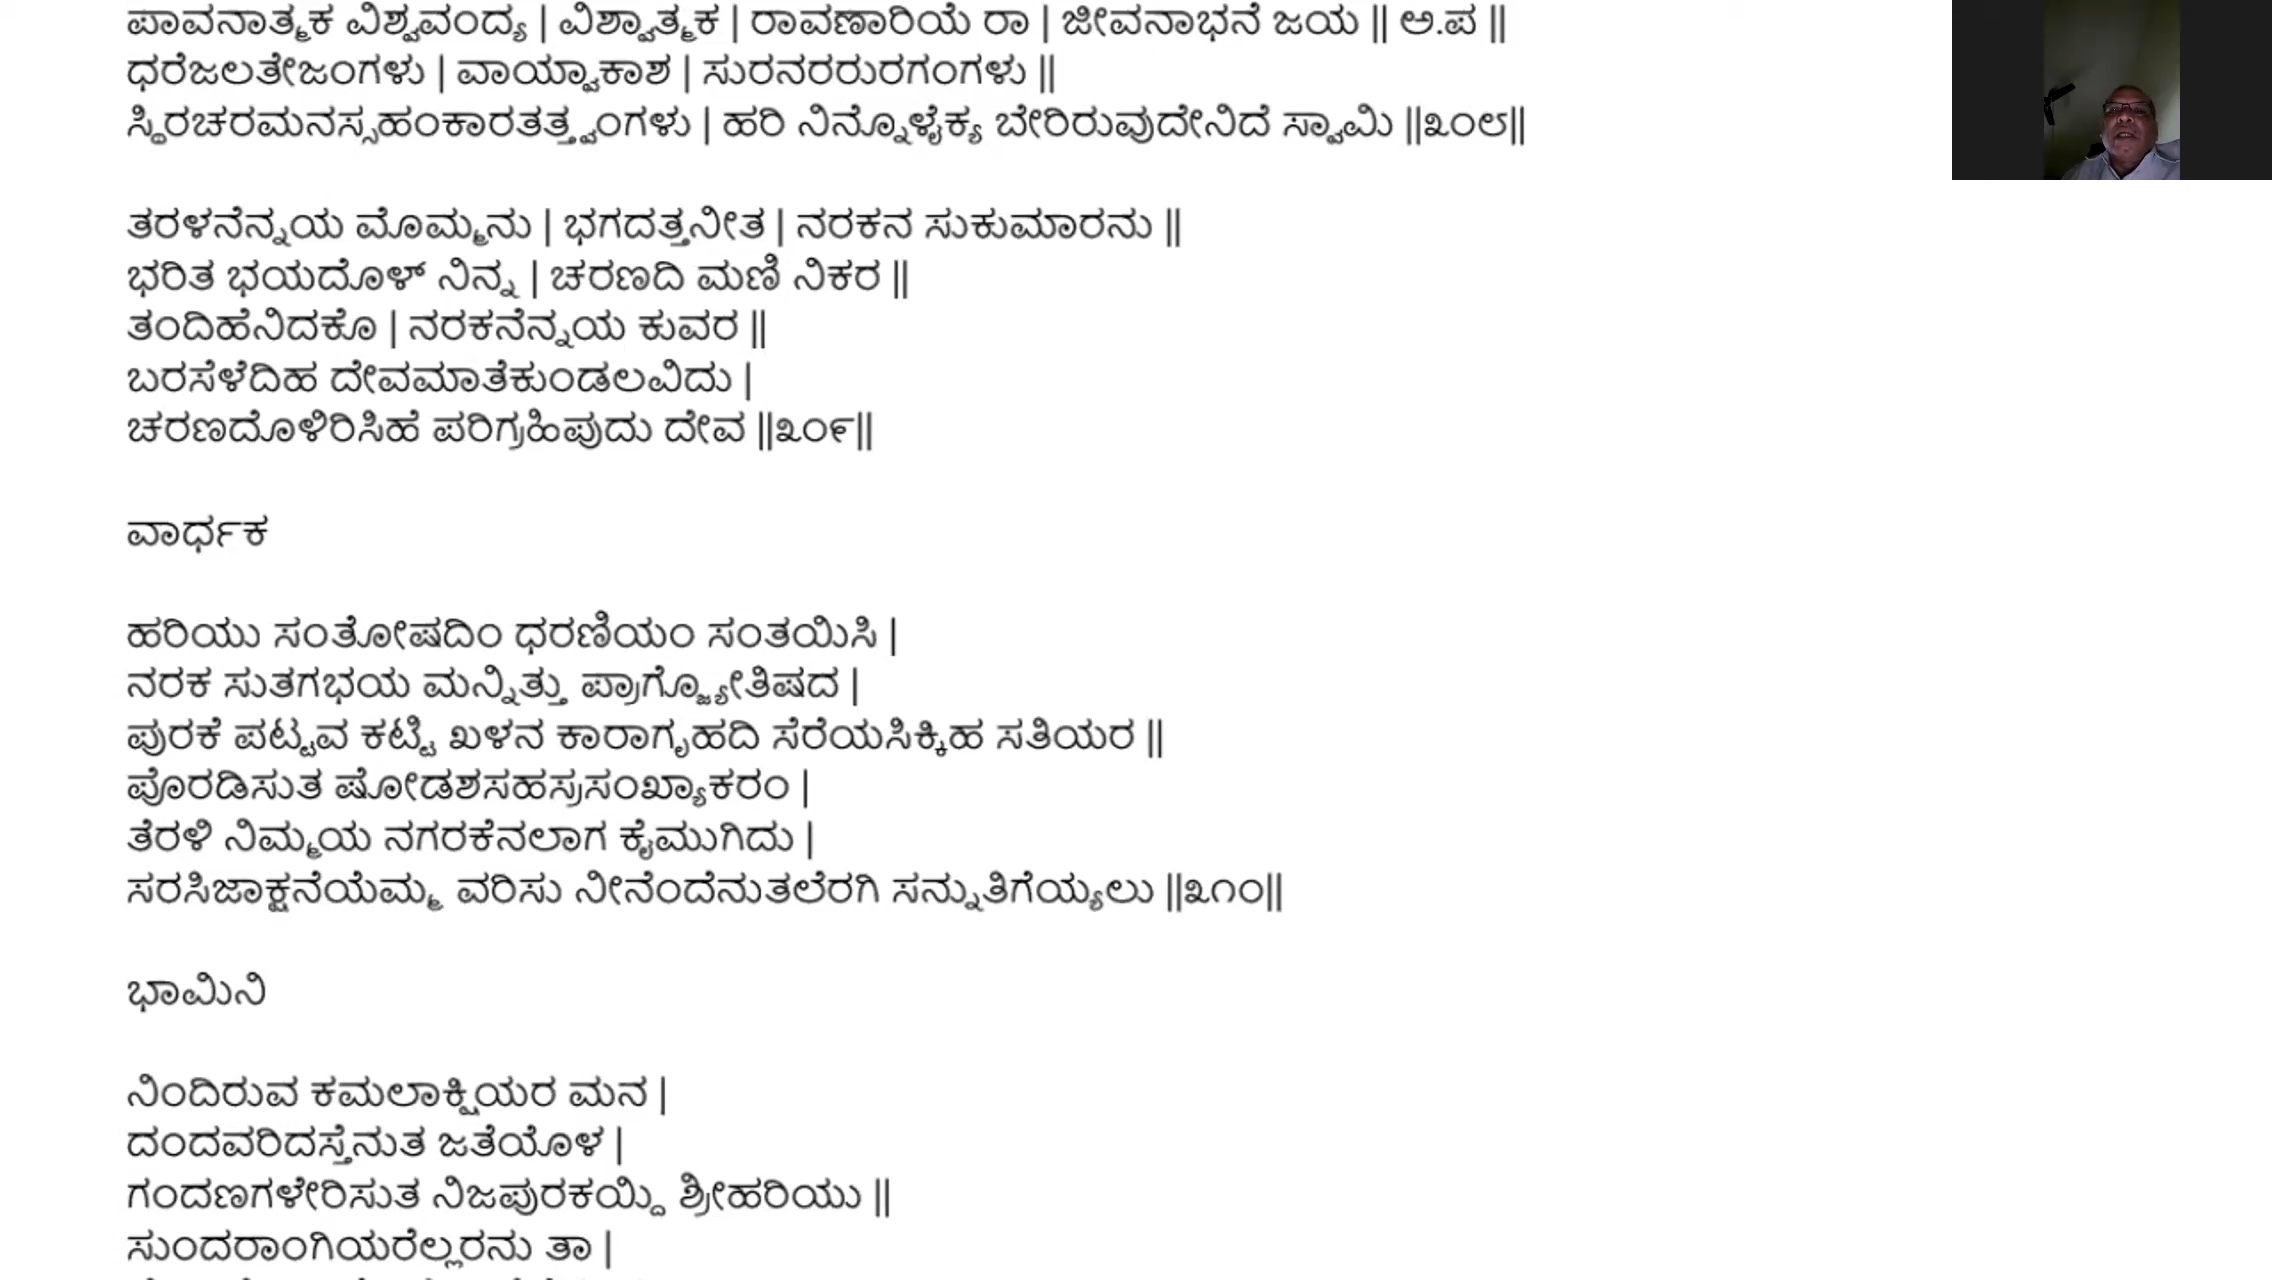 ಪಾವನಾತ್ಮಕ ವಿಶ್ವವಂದ್ಯ | ವಿಶ್ವಾತ್ಮಕ | ರಾವಣಾರಿಯೆ ರಾ | ಜೀವನಾಭನೆ ಜಯ || ಅ.ಪ ||
ಧರೆಜಲತೇಜಂಗಳು | ವಾಯ್ವಾಕಾಶ | ಸುರನರರುರಗಂಗಳು ||
ಸ್ಥಿರಚರಮನಸ್ಸಹಂಕಾರತತ್ತ್ವಂಗಳು | ಹರಿ ನಿನ್ನೊಳೈಕ್ಯ ಬೇರಿರುವುದೇನಿದೆ ಸ್ವಾಮಿ ||೩೦೮||
ತರಳನೆನ್ನಯ ಮೊಮ್ಮನು | ಭಗದತ್ತನೀತ | ನರಕನ ಸುಕುಮಾರನು ||
ಭರಿತ ಭಯದೊಳ್ ನಿನ್ನ | ಚರಣದಿ ಮಣಿ ನಿಕರ ||
ತಂದಿಹೆನಿದಕೊ | ನರಕನೆನ್ನಯ ಕುವರ ||
ಬರಸೆಳೆದಿಹ ದೇವಮಾತೆಕುಂಡಲವಿದು |
ಚರಣದೊಳಿರಿಸಿಹೆ ಪರಿಗ್ರಹಿಪುದು ದೇವ ||೩೦೯||
ವಾರ್ಧಕ
ಹರಿಯು ಸಂತೋಷದಿಂ ಧರಣಿಯಂ ಸಂತಯಿಸಿ |
ನರಕ ಸುತಗಭಯ ಮನ್ನಿತ್ತು ಪ್ರಾಗ್ಜ್ಯೋತಿಷದ |
ಪುರಕೆ ಪಟ್ಟವ ಕಟ್ಟಿ ಖಳನ ಕಾರಾಗೃಹದಿ ಸೆರೆಯಸಿಕ್ಕಿಹ ಸತಿಯರ ||
ಪೊರಡಿಸುತ ಷೋಡಶಸಹಸ್ರಸಂಖ್ಯಾಕರಂ |
ತೆರಳಿ ನಿಮ್ಮಯ ನಗರಕೆನಲಾಗ ಕೈಮುಗಿದು |
ಸರಸಿಜಾಕ್ಷನೆಯೆಮ್ಮ ವರಿಸು ನೀನೆಂದೆನುತಲೆರಗಿ ಸನ್ನುತಿಗೆಯ್ಯಲು ||೩೧೦||
ಭಾಮಿನಿ
ನಿಂದಿರುವ ಕಮಲಾಕ್ಷಿಯರ ಮನ |
ದಂದವರಿದಸ್ತೆನುತ ಜತೆಯೊಳ |
ಗಂದಣಗಳೇರಿಸುತ ನಿಜಪುರಕಯ್ದಿ ಶ್ರೀಹರಿಯು ||
ಸುಂದರಾಂಗಿಯರೆಲ್ಲರನು ತಾ |